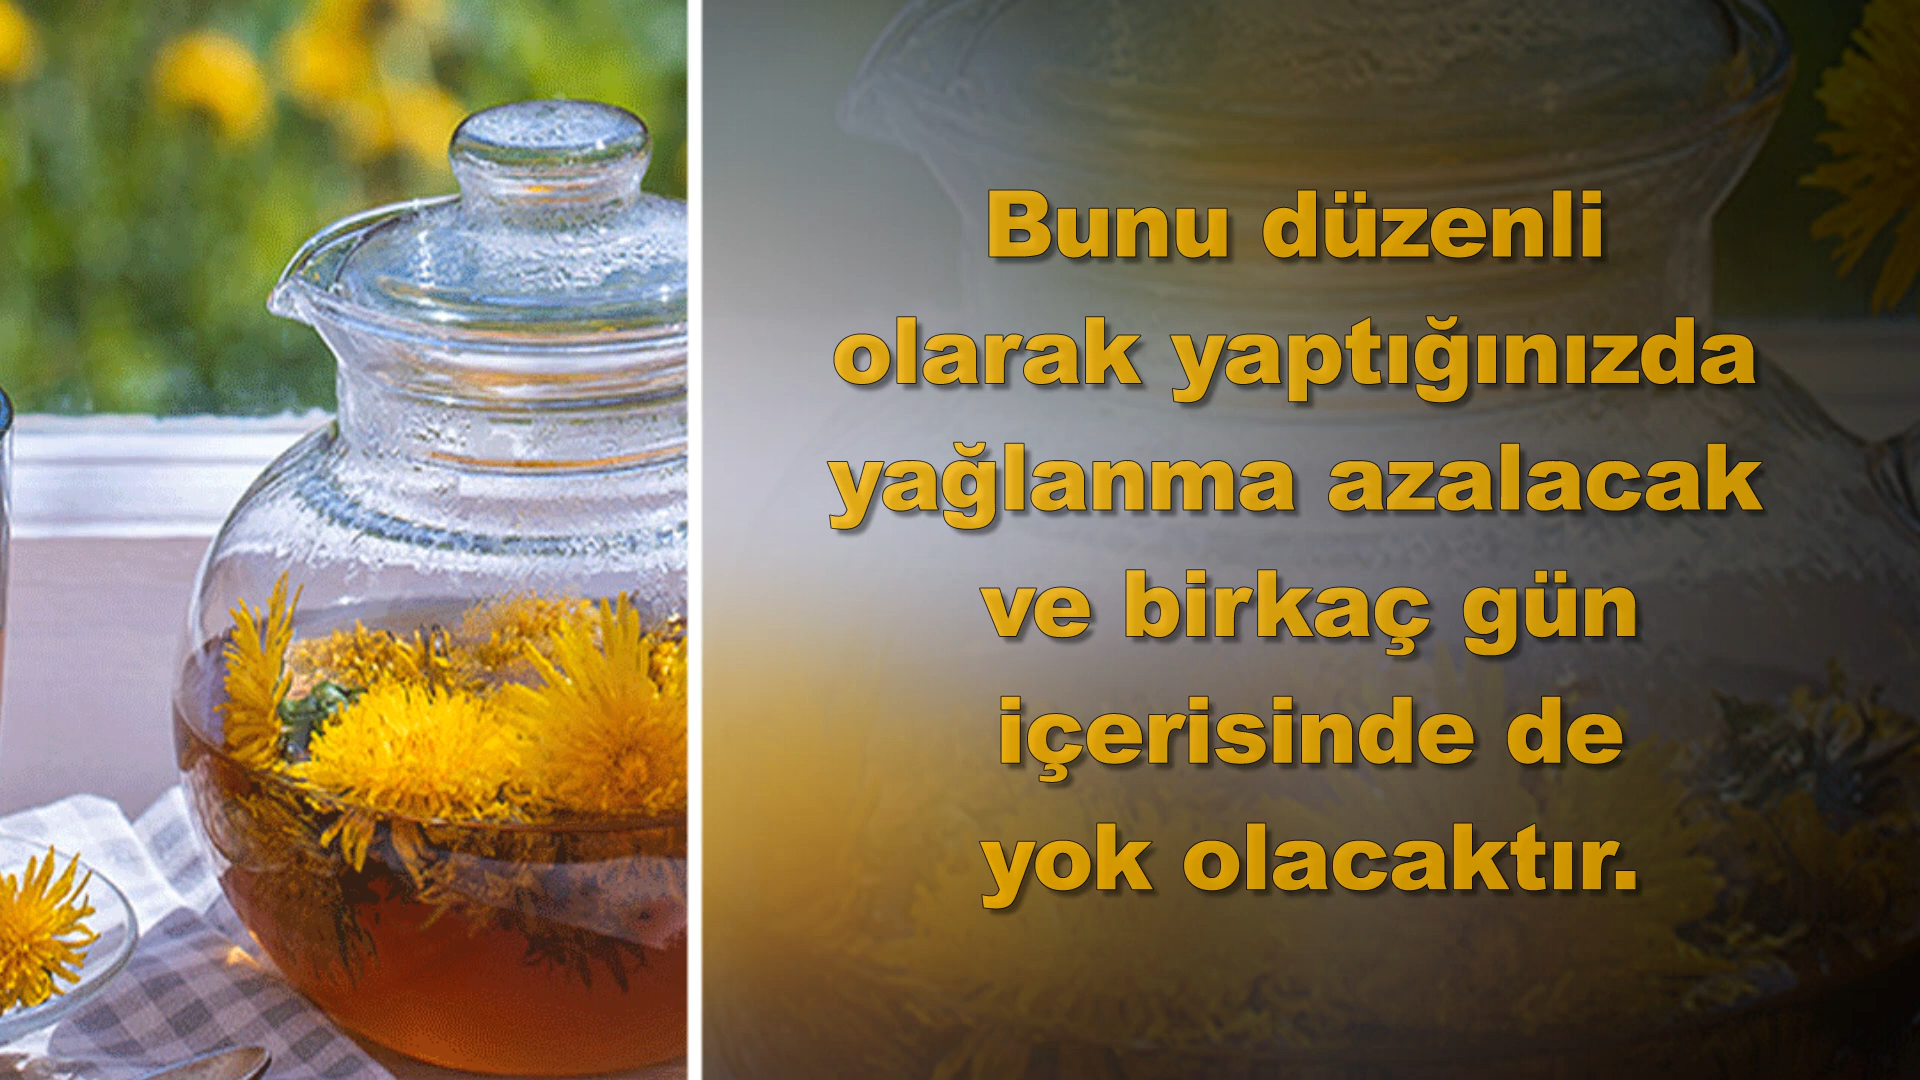 Bunu düzenli
olarak yaptığınızda
yağlanma azalacak
ve birkaç gün
içerisinde de
yok olacaktır.